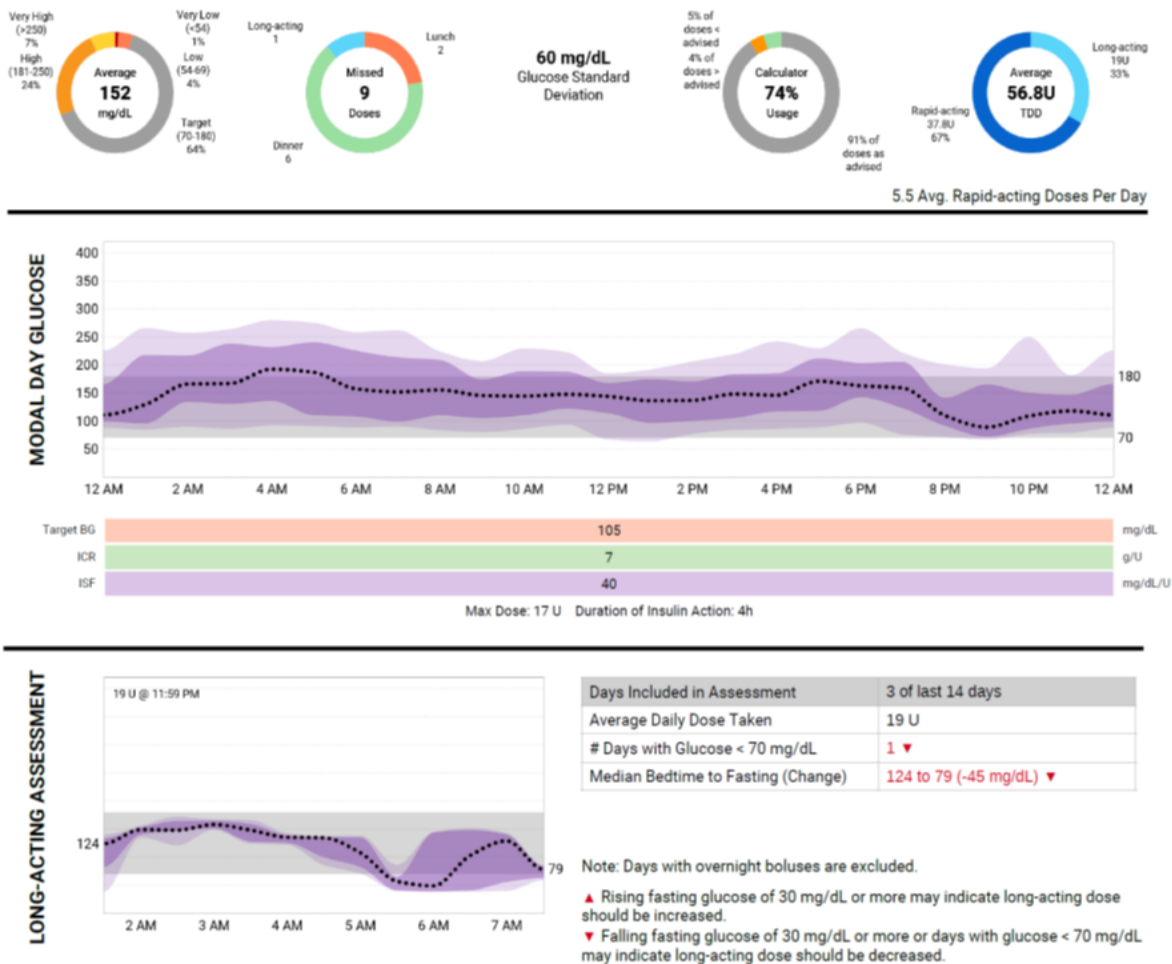 Very High
(>250)
7%
High
(181-250)
24%
Average
152
mg/dL
Very Low
(<54)
1%
Low
(54-69)
4%
Target
(70-180)
64%
Long-acting
1
Missed
9
Doses
Lunch
2
Dinner
6
60 mg/dL
Glucose Standard
Deviation
5% of
doses <
advised
4% of
doses >
advised
Calculator
74%
Usage
91% of
doses as
advised
Average
56.8U
TDD
Long-acting
19U
33%
Rapid-acting
37.8U
67%
5.5 Avg. Rapid-acting Doses Per Day
MODAL DAY GLUCOSE
400
350
300
250
200
150
100
50
180
70
12 AM 2 AM 4 AM 6 AM 8 AM 10 AM 12 PM 2 PM 4 PM 6 PM 8 PM 10 PM 12 AM
Target BG 105 mg/dL
ICR 7 g/U
ISF 40 mg/dL/U
Max Dose: 17 U Duration of Insulin Action: 4h
LONG-ACTING ASSESSMENT
19 U @ 11:59 PM
124
79
2 AM 3 AM 4 AM 5 AM 6 AM 7 AM
Days Included in Assessment 3 of last 14 days
Average Daily Dose Taken 19 U
# Days with Glucose < 70 mg/dL 1 ▼
Median Bedtime to Fasting (Change) 124 to 79 (-45 mg/dL) ▼
Note: Days with overnight boluses are excluded.
▲ Rising fasting glucose of 30 mg/dL or more may indicate long-acting dose
should be increased.
▼ Falling fasting glucose of 30 mg/dL or more or days with glucose < 70 mg/dL
may indicate long-acting dose should be decreased.